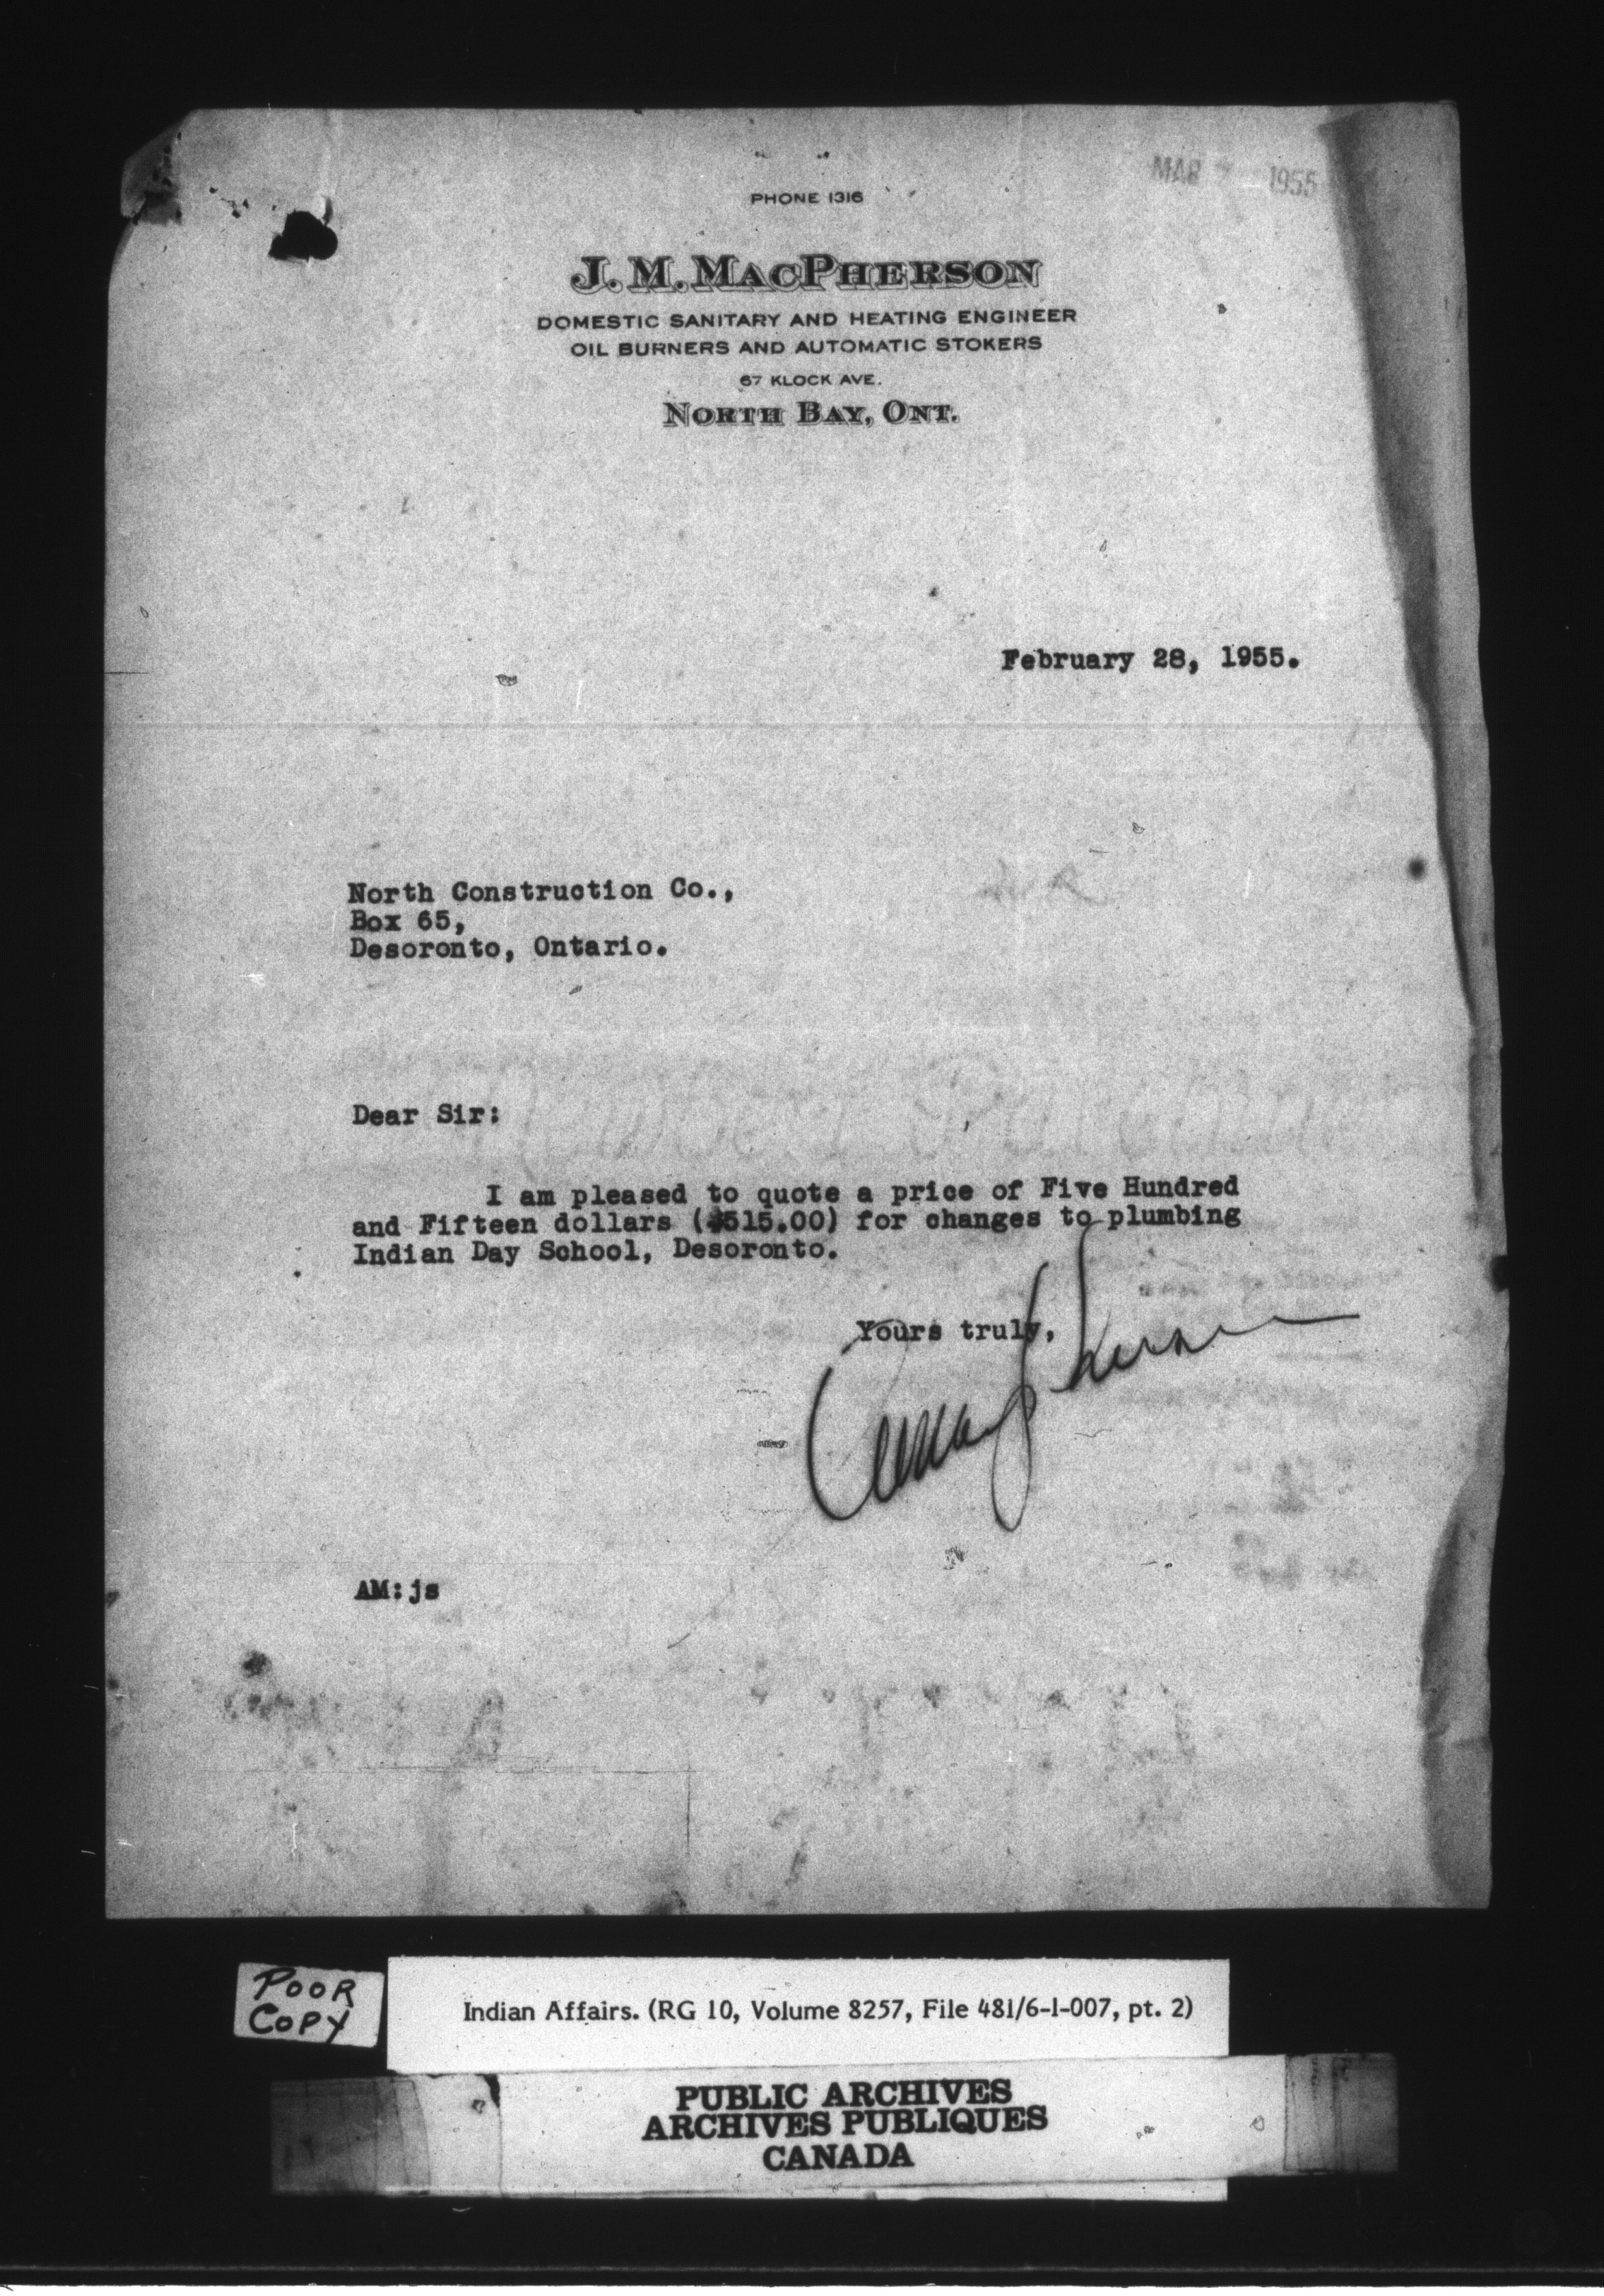 MAR 1955
PHONE 1316
J. M. MACPHERSON
DOMESTIC SANITARY AND HEATING ENGINEER
OIL BURNERS AND AUTOMATIC STOKERS
67 KLOCK AVE.
NORTH BAY, ONT.
February 28, 1955.
North Construction Co.,
Box 65,
Desoronto, Ontario.
Dear Sir:
I am pleased to quote a price of Five Hundred
and Fifteen dollars ($515.00) for changes to plumbing
Indian Day School, Desoronto.
Yours truly,
AM:js
POOR
COPY
Indian Affairs. (RG 10, Volume 8257, File 481/6-1-007, pt. 2)
PUBLIC ARCHIVES
ARCHIVES PUBLIQUES
CANADA